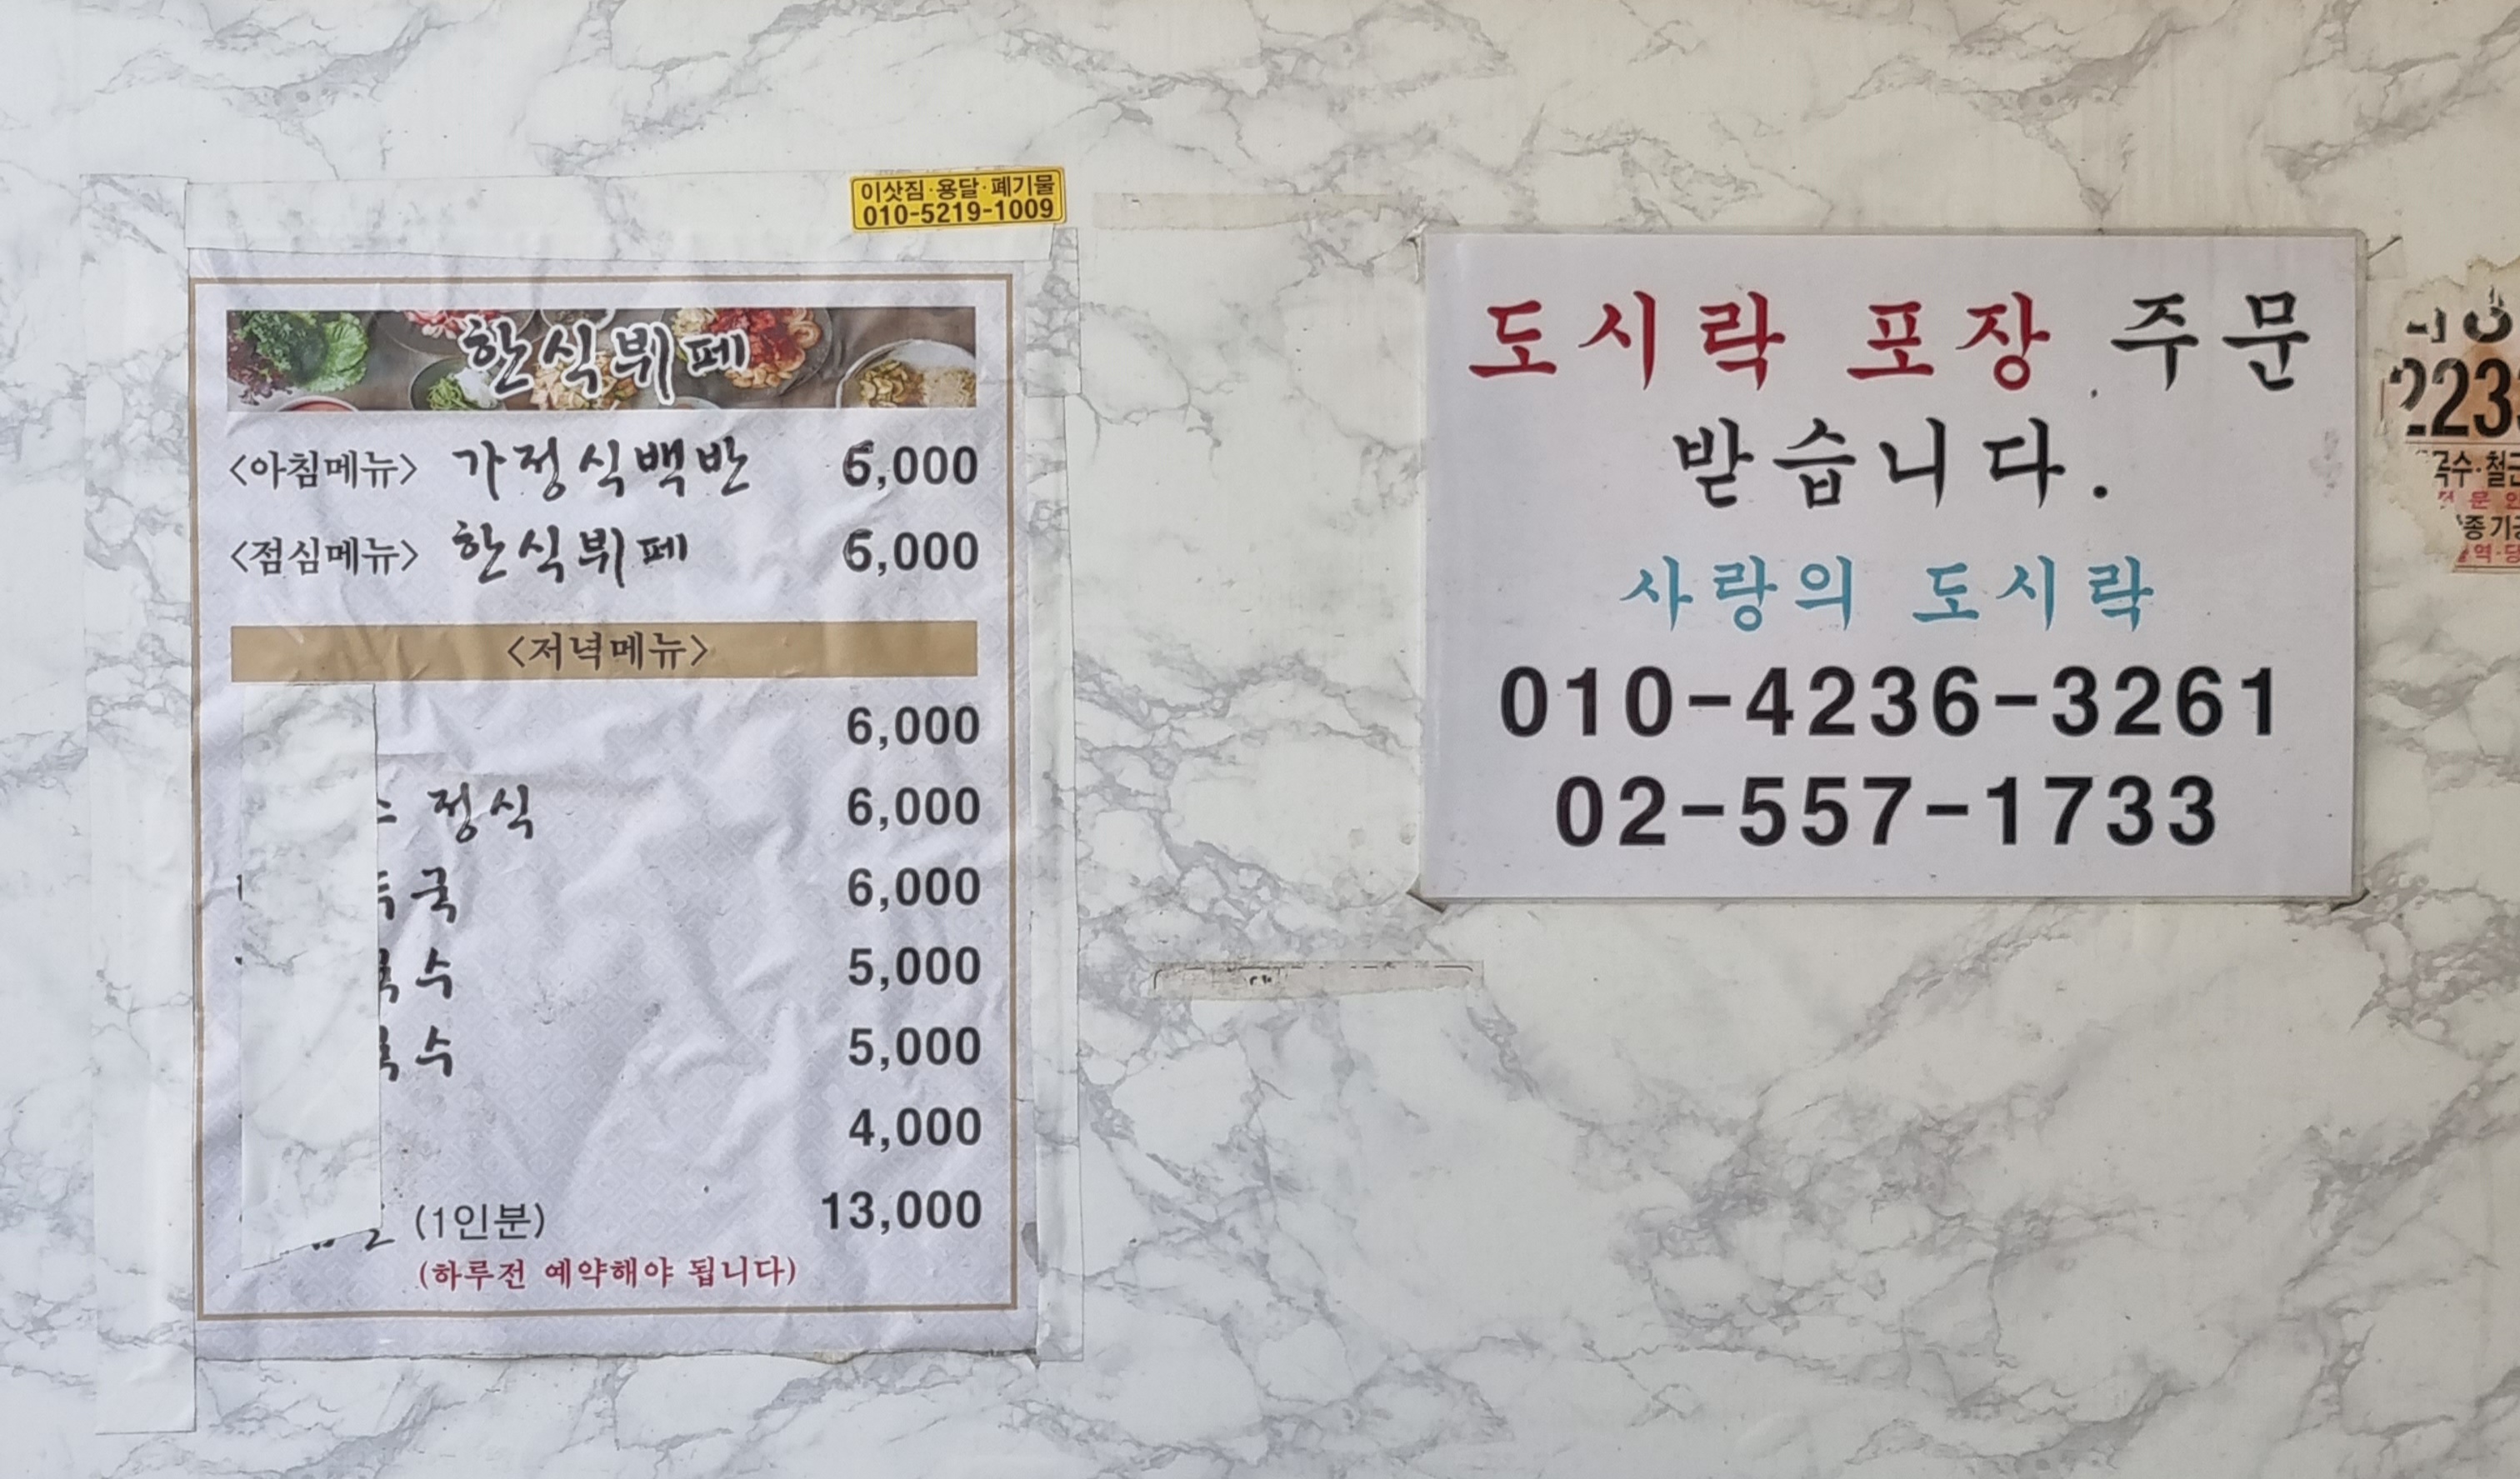 이삿짐·용달·폐기물
010-5219-1009
한식뷔페
<아침메뉴> 가정식백반 6,000
<점심메뉴> 한식뷔페 6,000
<저녁메뉴>
6,000
정식 6,000
국 6,000
수 5,000
수 5,000
4,000
(1인분) 13,000
(하루전 예약해야 됩니다)
도시락 포장 주문
받습니다.
사랑의 도시락
010-4236-3261
02-557-1733